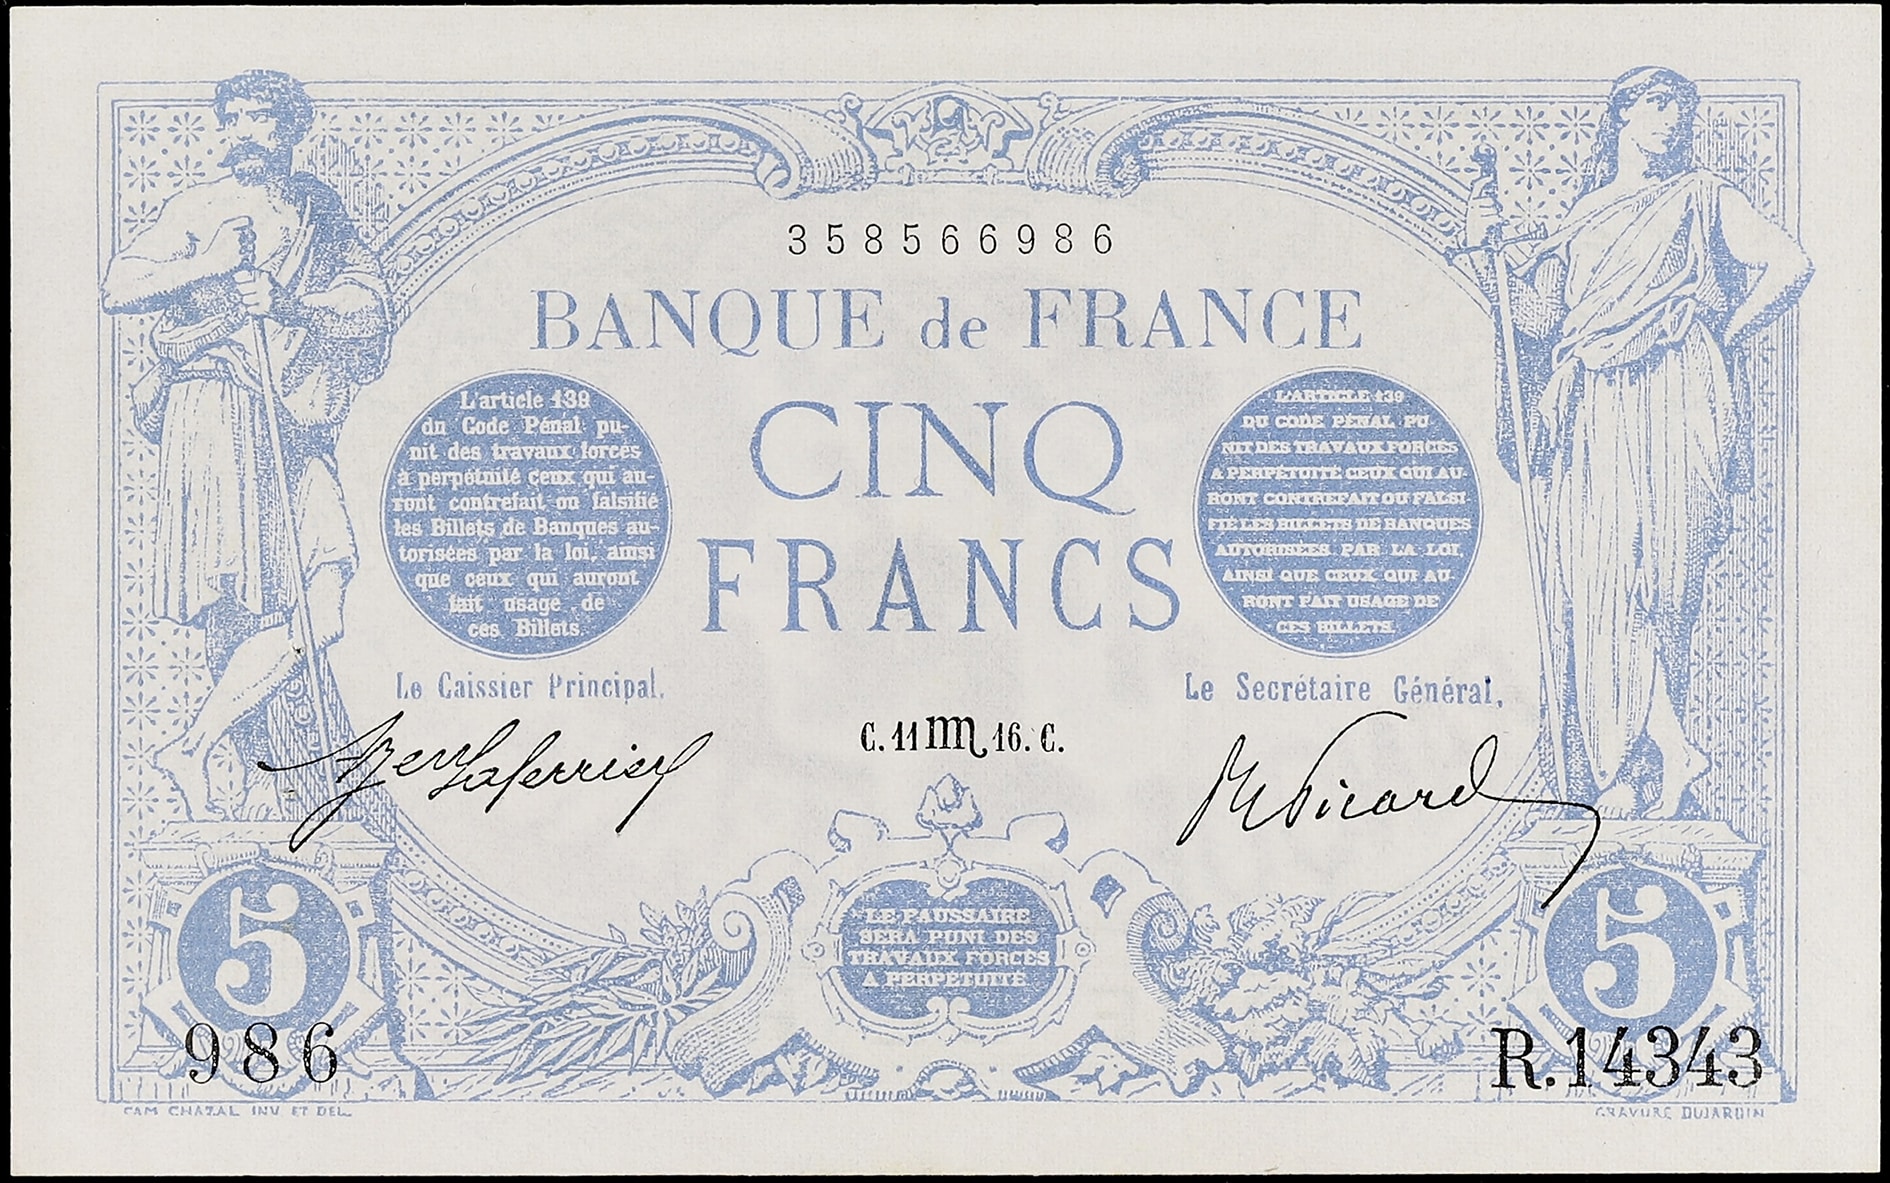 358566986
BANQUE de FRANCE
CINQ
FRANCS
L'article 139
du Code Pénal pu-
nit des travaux forcés
à perpétuité ceux qui au-
ront contrefait ou falsifié
les Billets de Banques au-
torisées par la loi, ainsi
que ceux qui auront
fait usage de
ces Billets.
L'ARTICLE 139
DU CODE PÉNAL PU
NIT DES TRAVAUX FORCÉS
A PERPÉTUITÉ CEUX QUI AU-
RONT CONTREFAIT OU FALSI
FIÉ LES BILLETS DE BANQUES
AUTORISÉES PAR LA LOI,
AINSI QUE CEUX QUI AU-
RONT FAIT USAGE DE
CES BILLETS.
Le Caissier Principal,
Le Secrétaire Général,
C. 11 ♏ 16. C.
Picard
LE FAUSSAIRE
SERA PUNI DES
TRAVAUX FORCÉS
A PERPÉTUITÉ
5
5
986
R.14343
CAM CHAZAL INV ET DEL.
GRAVURE DUJARDIN